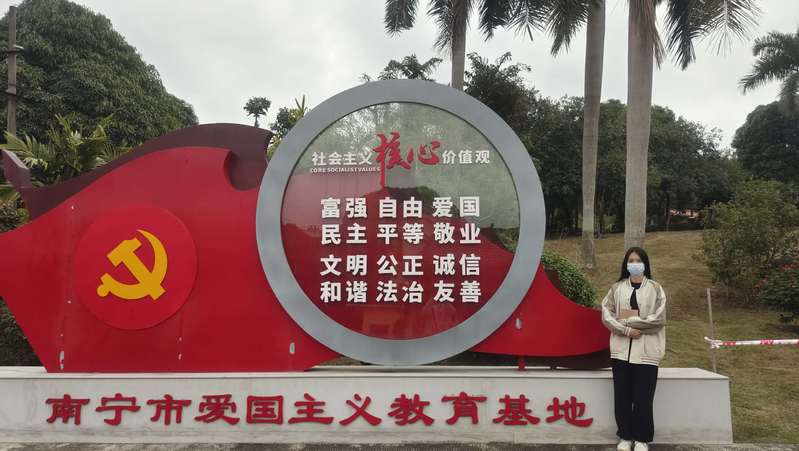 社会主义核心价值观
CORE SOCIALIST VALUES
富强 自由 爱国
民主 平等 敬业
文明 公正 诚信
和谐 法治 友善
南宁市爱国主义教育基地